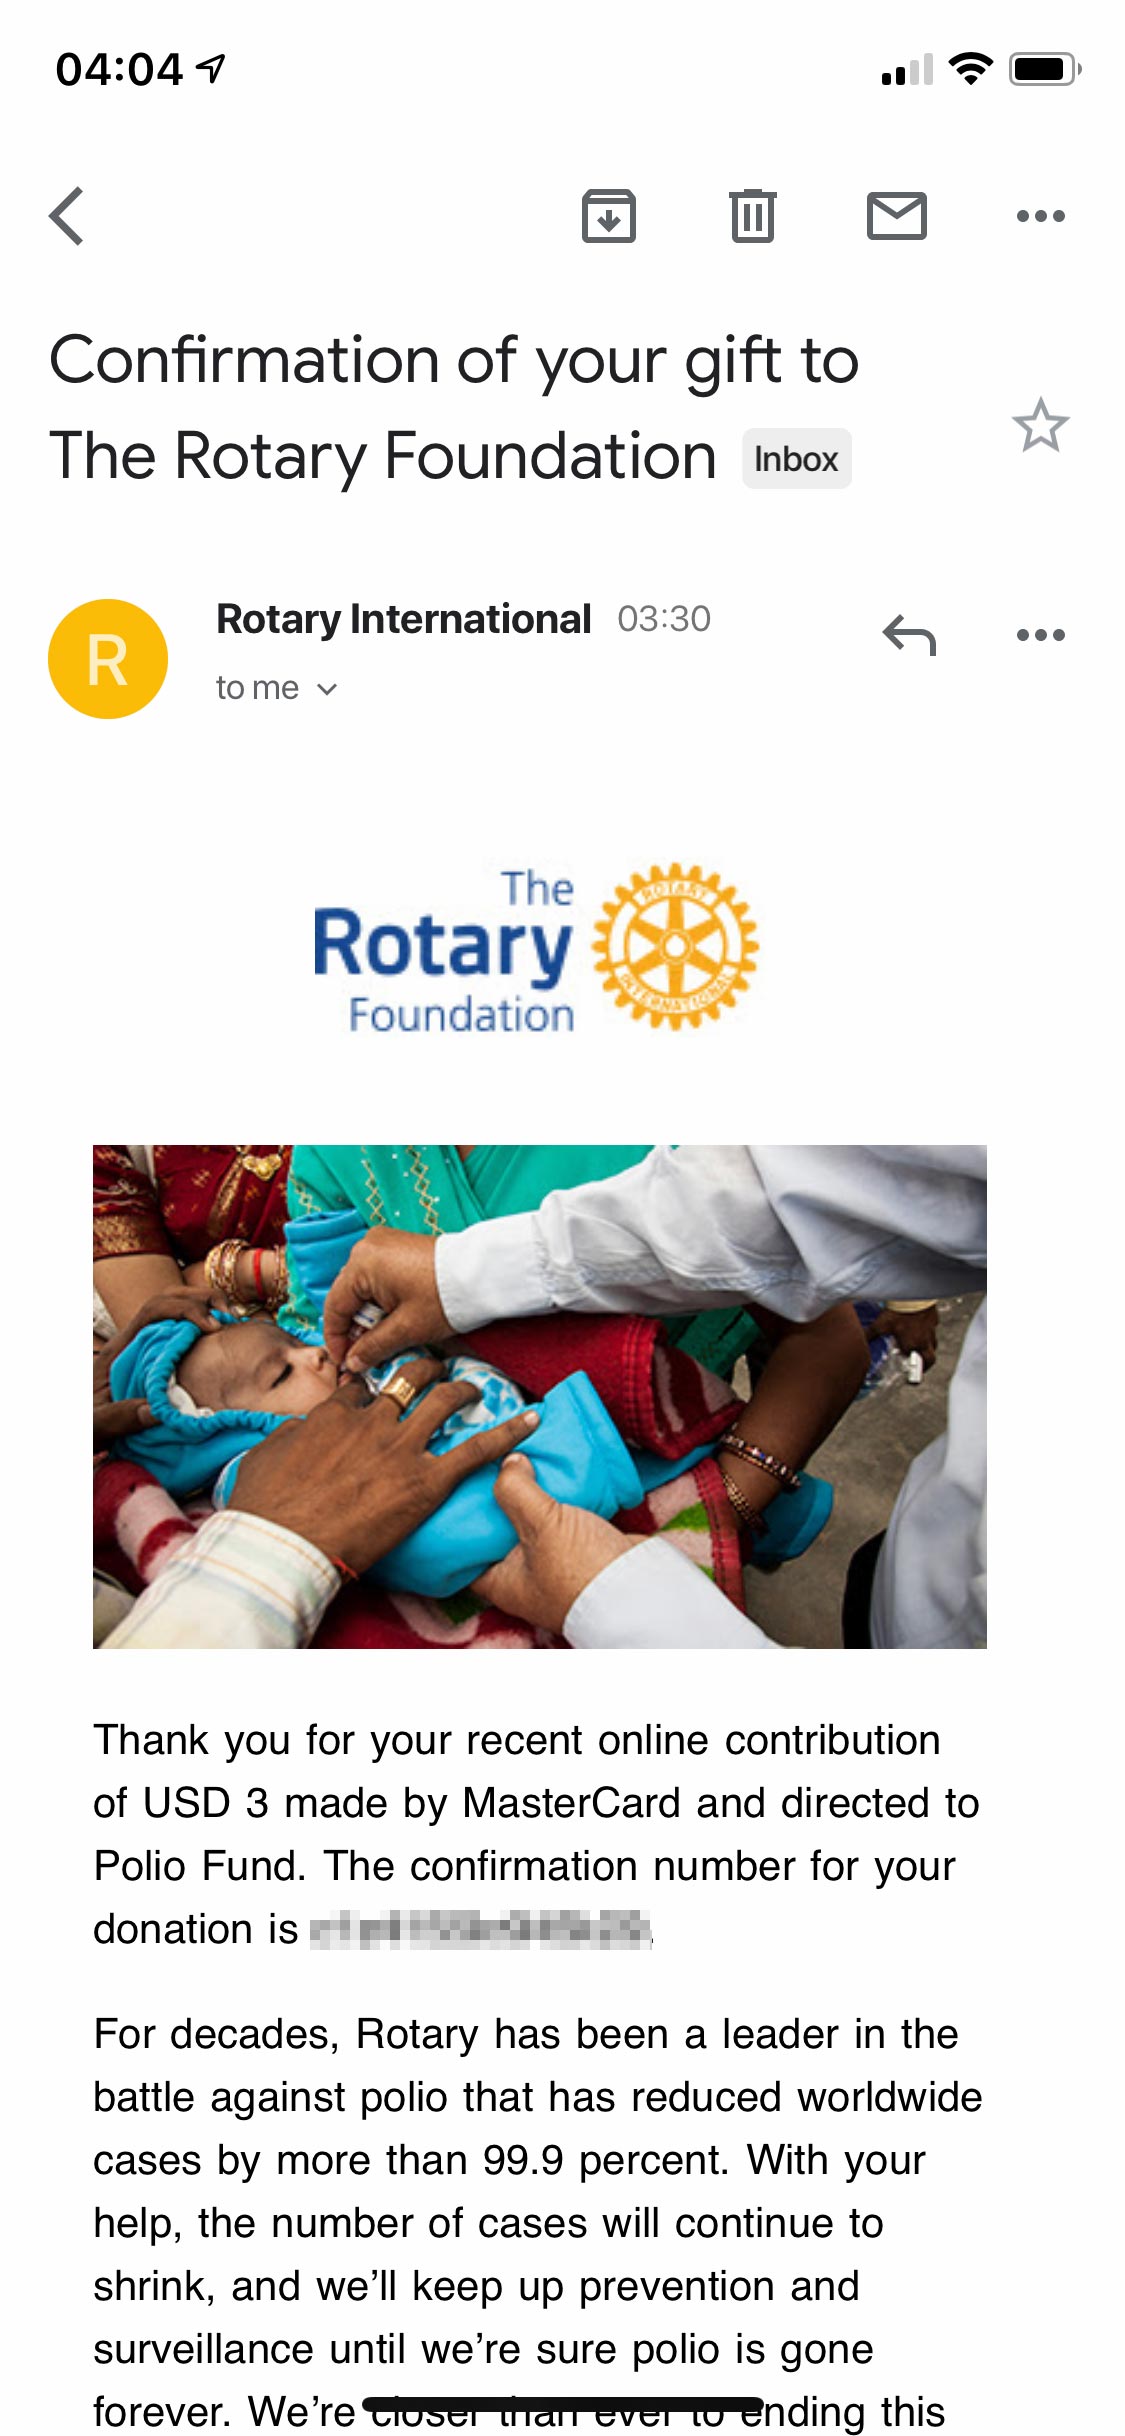 04:04
Confirmation of your gift to
The Rotary Foundation Inbox
R
Rotary International 03:30
to me
The
Rotary
Foundation
ROTARY
INTERNATIONAL
Thank you for your recent online contribution
of USD 3 made by MasterCard and directed to
Polio Fund. The confirmation number for your
donation is
For decades, Rotary has been a leader in the
battle against polio that has reduced worldwide
cases by more than 99.9 percent. With your
help, the number of cases will continue to
shrink, and we’ll keep up prevention and
surveillance until we’re sure polio is gone
forever. We’re closer than ever to ending this